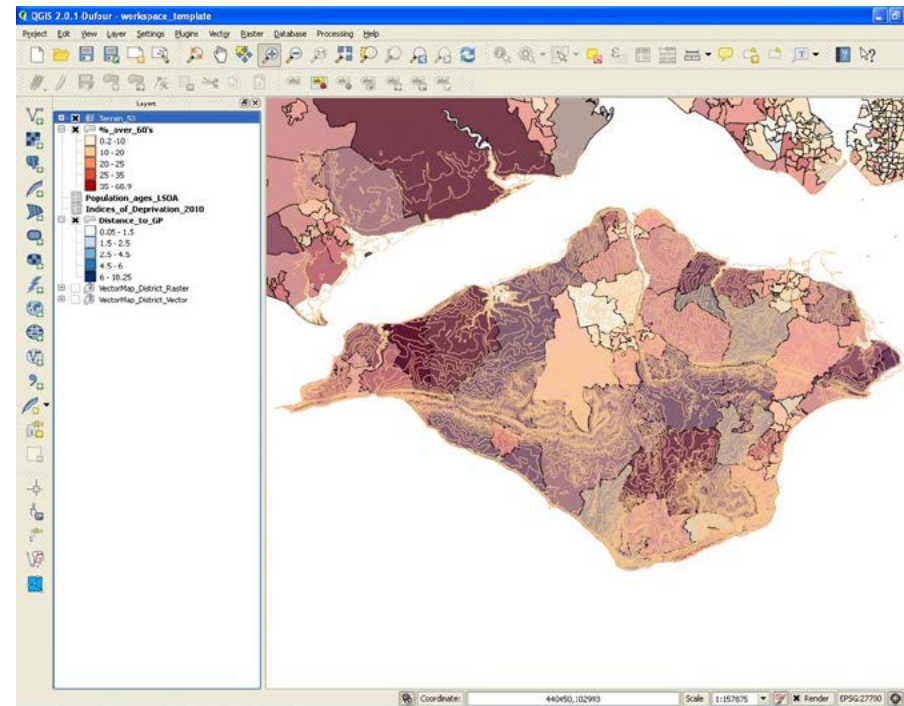 QGIS 2.0.1-Dufour - workspace_template
Project Edit View Layer Settings Plugins Vector Raster Database Processing Help
Layers
Terrain_50
%_over_60's
0.2 -10
10 - 20
20 - 25
25 - 35
35 - 60.9
Population_ages_LSOA
Indices_of_Deprivation_2010
Distance_to_GP
0.05 - 1.5
1.5 - 2.5
2.5 - 4.5
4.5 - 6
6 - 18.25
VectorMap_District_Raster
VectorMap_District_Vector
Coordinate: 440450,102993 Scale 1:157875 Render EPSG:27700